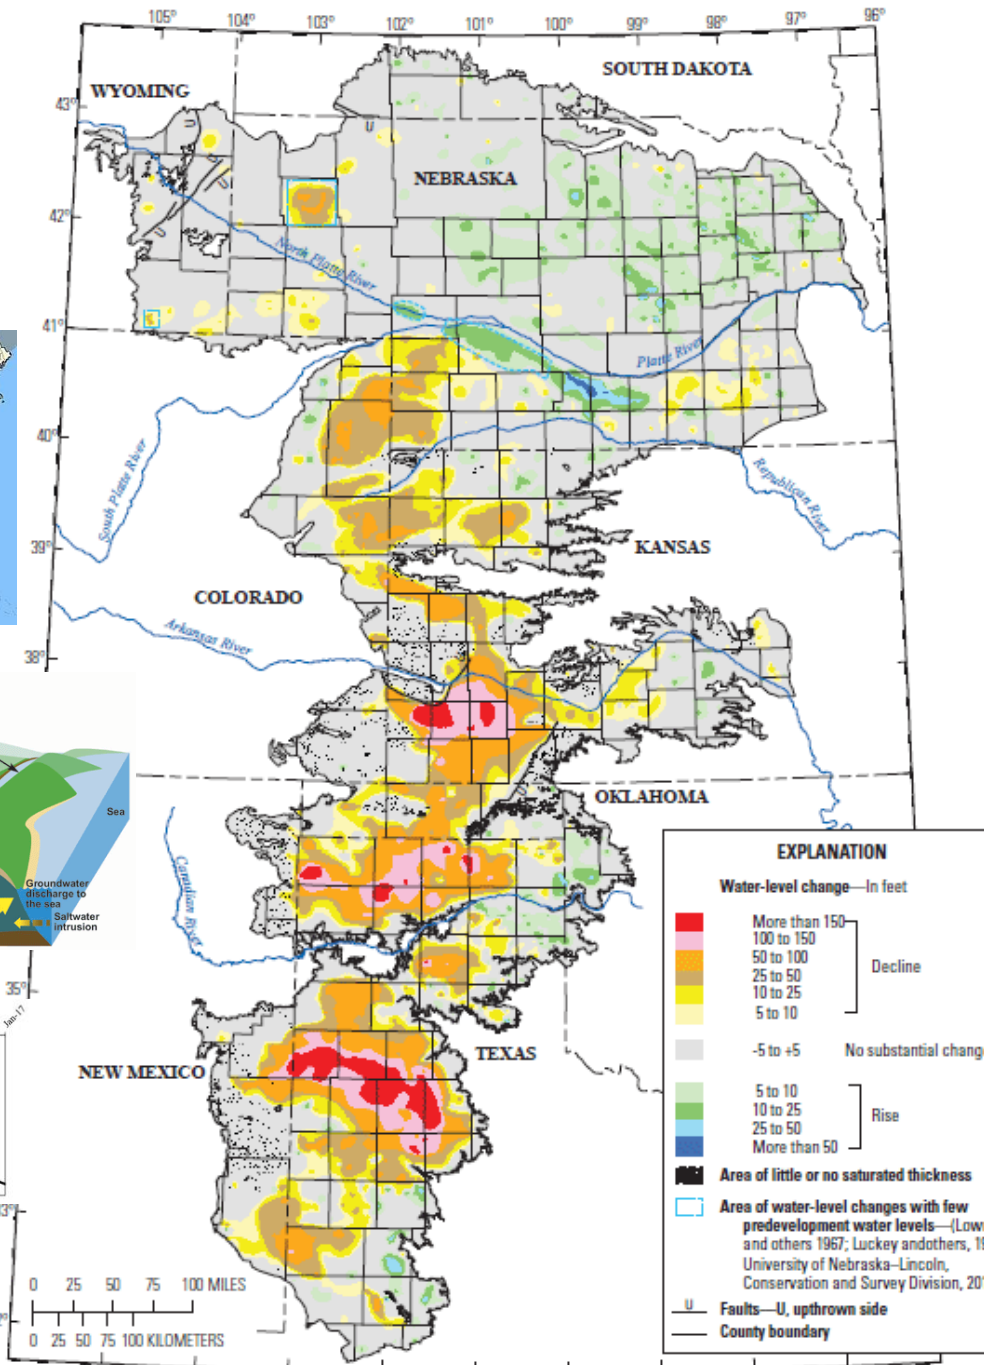 105° 104° 103° 102° 101° 100° 99° 98° 97° 96°
WYOMING
SOUTH DAKOTA
43°
U
U
NEBRASKA
42°
North Platte River
U
41°
Platte River
40°
South Platte River
Republican River
39°
KANSAS
COLORADO
Arkansas River
38°
Sea
OKLAHOMA
Canadian River
Groundwater
discharge to
the sea
Saltwater
intrusion
35°
Jan-17
TEXAS
NEW MEXICO
EXPLANATION
Water-level change—In feet
More than 150
100 to 150
50 to 100
25 to 50
10 to 25
5 to 10
Decline
-5 to +5 No substantial chang
5 to 10
10 to 25
25 to 50
More than 50
Rise
Area of little or no saturated thickness
Area of water-level changes with few
predevelopment water levels—(Low
and others 1967; Luckey andothers, 19
University of Nebraska–Lincoln,
Conservation and Survey Division, 20
U Faults—U, upthrown side
County boundary
0 25 50 75 100 MILES
0 25 50 75 100 KILOMETERS